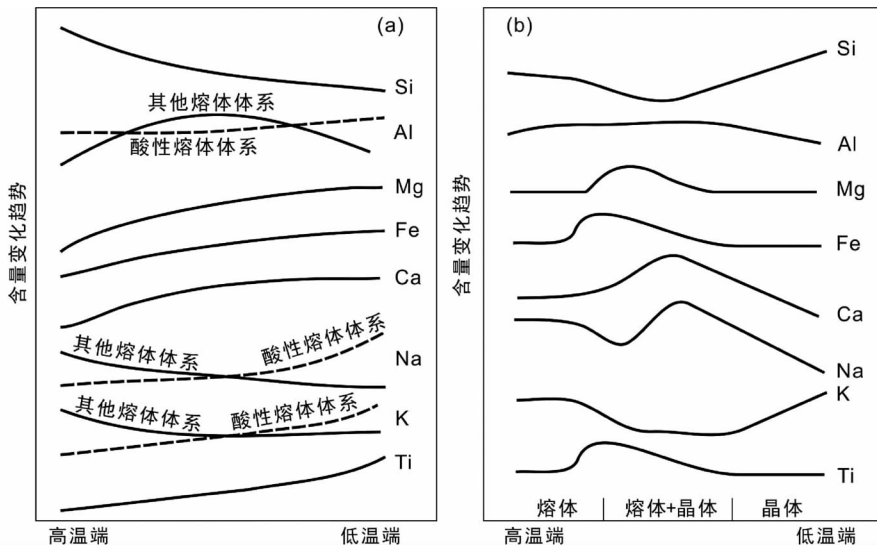 (a)
Si
其他熔体体系
Al
酸性熔体体系
Mg
Fe
Ca
其他熔体体系
酸性熔体体系
Na
其他熔体体系
酸性熔体体系
K
Ti
含量变化趋势
高温端
低温端
(b)
Si
Al
Mg
Fe
Ca
Na
K
Ti
含量变化趋势
熔体
熔体+晶体
晶体
高温端
低温端